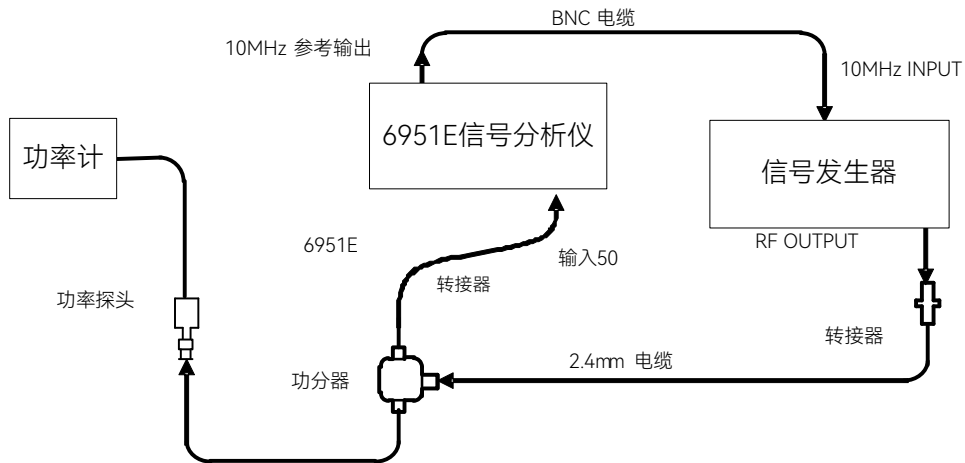 BNC 电缆
10MHz 参考输出
10MHz INPUT
6951E信号分析仪
功率计
信号发生器
RF OUTPUT
6951E
输入50
转接器
功率探头
转接器
2.4mm 电缆
功分器